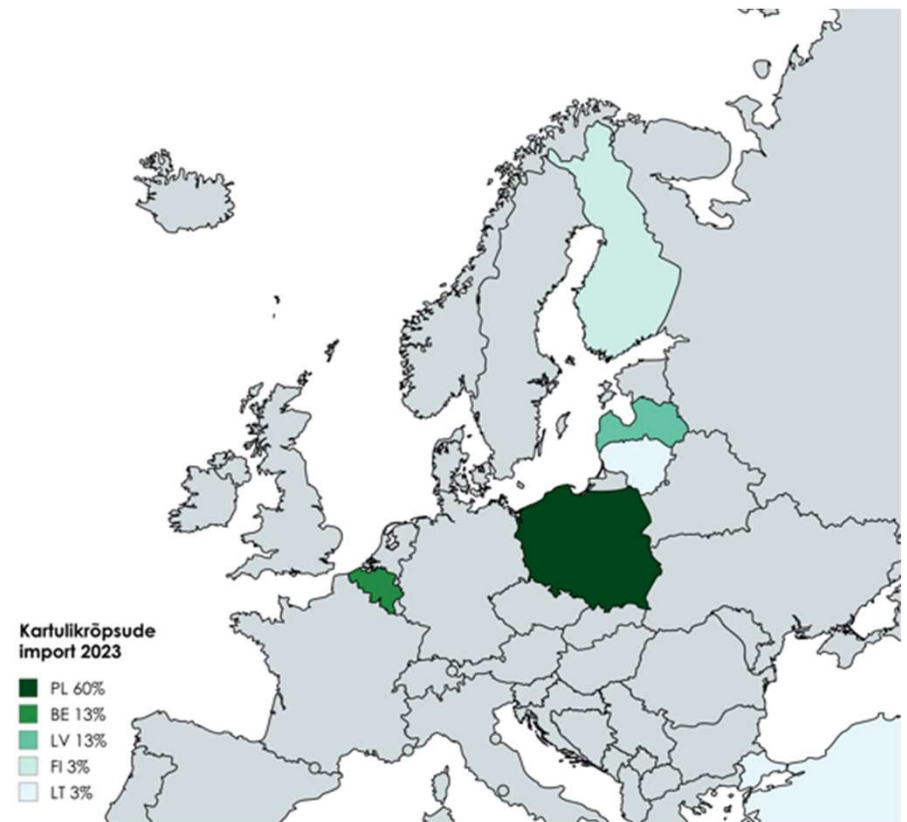 Kartulikrõpsude
import 2023
PL 60%
BE 13%
LV 13%
FI 3%
LT 3%